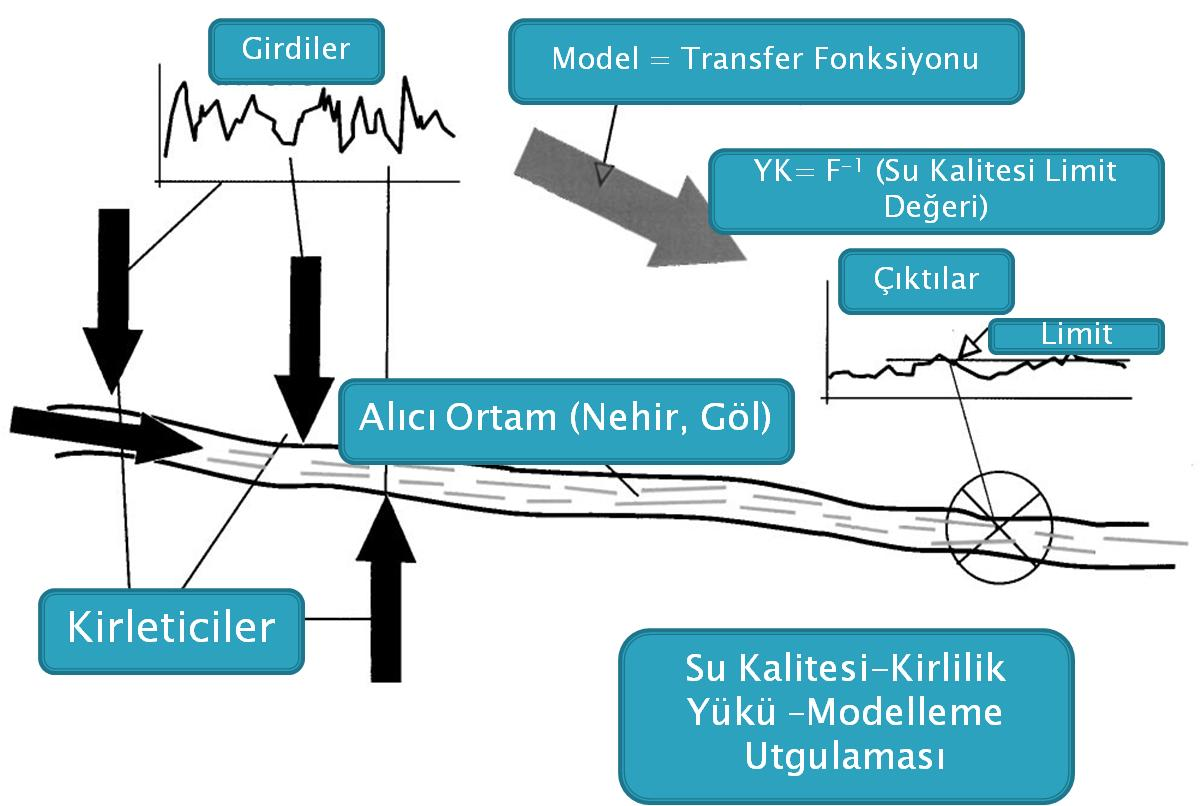 Girdiler
Model = Transfer Fonksiyonu
YK= F⁻¹ (Su Kalitesi Limit
Değeri)
Çıktılar
Limit
Alıcı Ortam (Nehir, Göl)
Kirleticiler
Su Kalitesi-Kirlilik
Yükü -Modelleme
Utgulaması